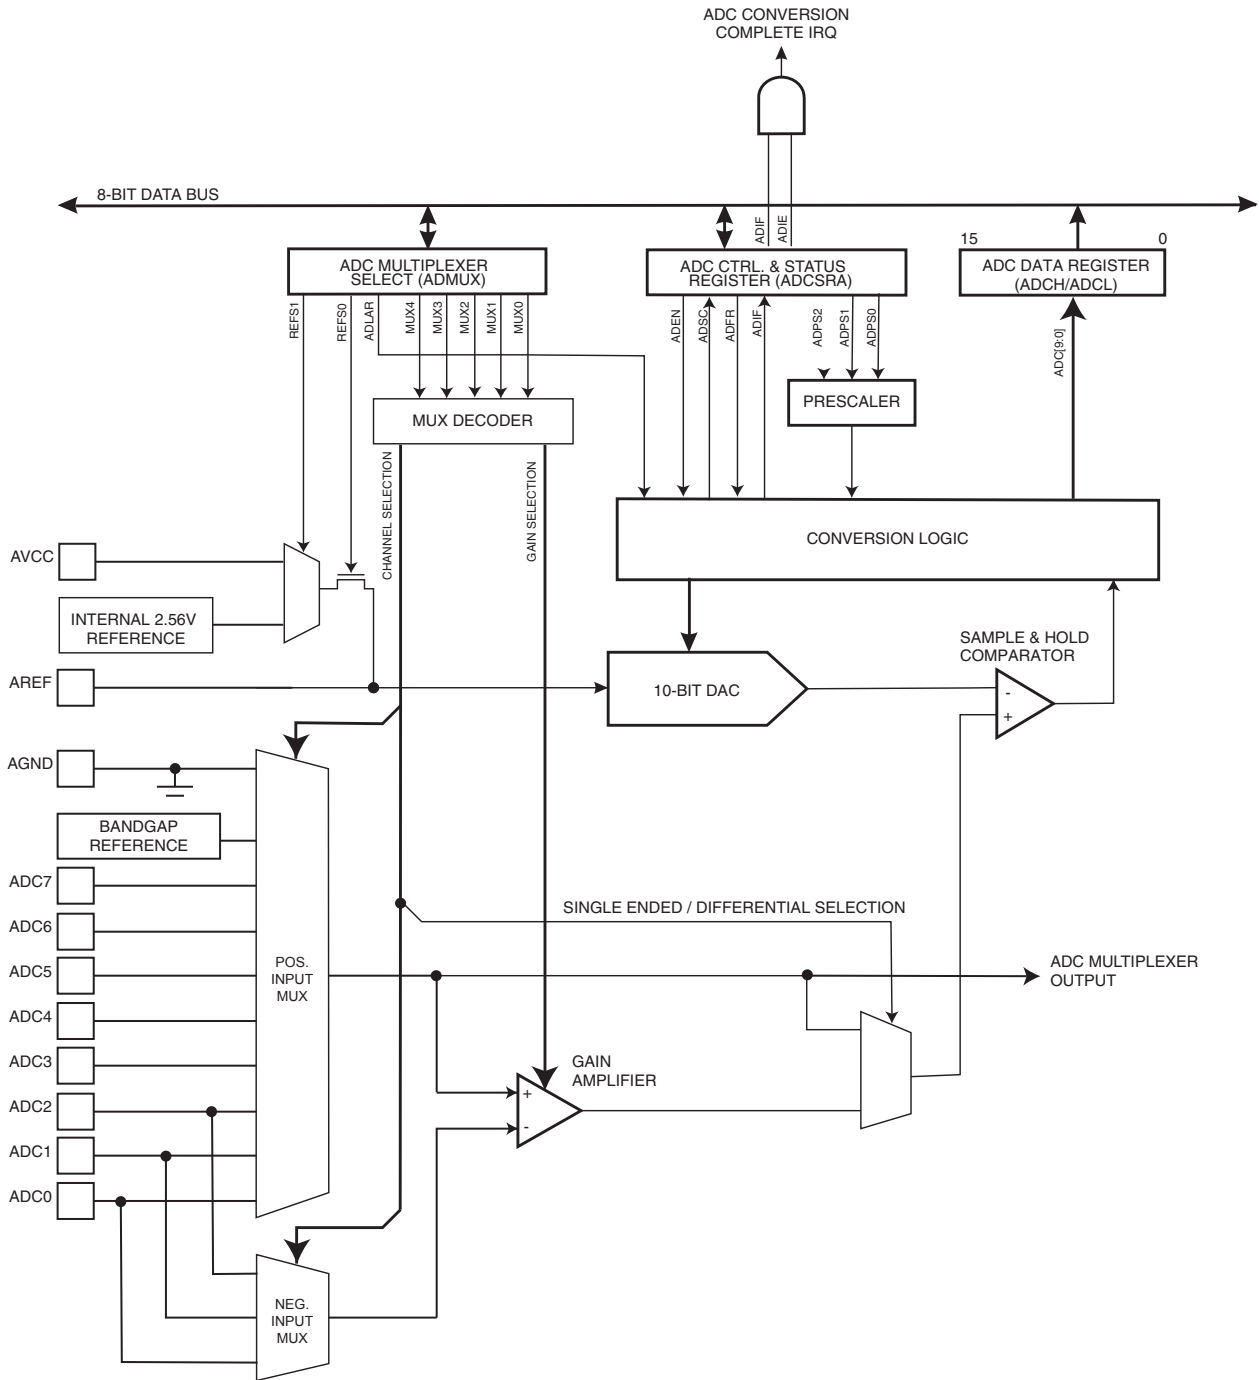 ADC CONVERSION
COMPLETE IRQ
8-BIT DATA BUS
ADIF
ADIE
15
0
ADC MULTIPLEXER
SELECT (ADMUX)
ADC CTRL. & STATUS
REGISTER (ADCSRA)
ADC DATA REGISTER
(ADCH/ADCL)
REFS1
REFS0
ADLAR
MUX4
MUX3
MUX2
MUX1
MUX0
ADEN
ADSC
ADFR
ADIF
ADPS2
ADPS1
ADPS0
ADC[9:0]
PRESCALER
MUX DECODER
CHANNEL SELECTION
GAIN SELECTION
CONVERSION LOGIC
AVCC
INTERNAL 2.56V
REFERENCE
SAMPLE & HOLD
COMPARATOR
AREF
10-BIT DAC
-
+
AGND
BANDGAP
REFERENCE
ADC7
SINGLE ENDED / DIFFERENTIAL SELECTION
ADC6
ADC5
POS.
INPUT
MUX
ADC MULTIPLEXER
OUTPUT
ADC4
ADC3
GAIN
AMPLIFIER
+
-
ADC2
ADC1
ADC0
NEG.
INPUT
MUX